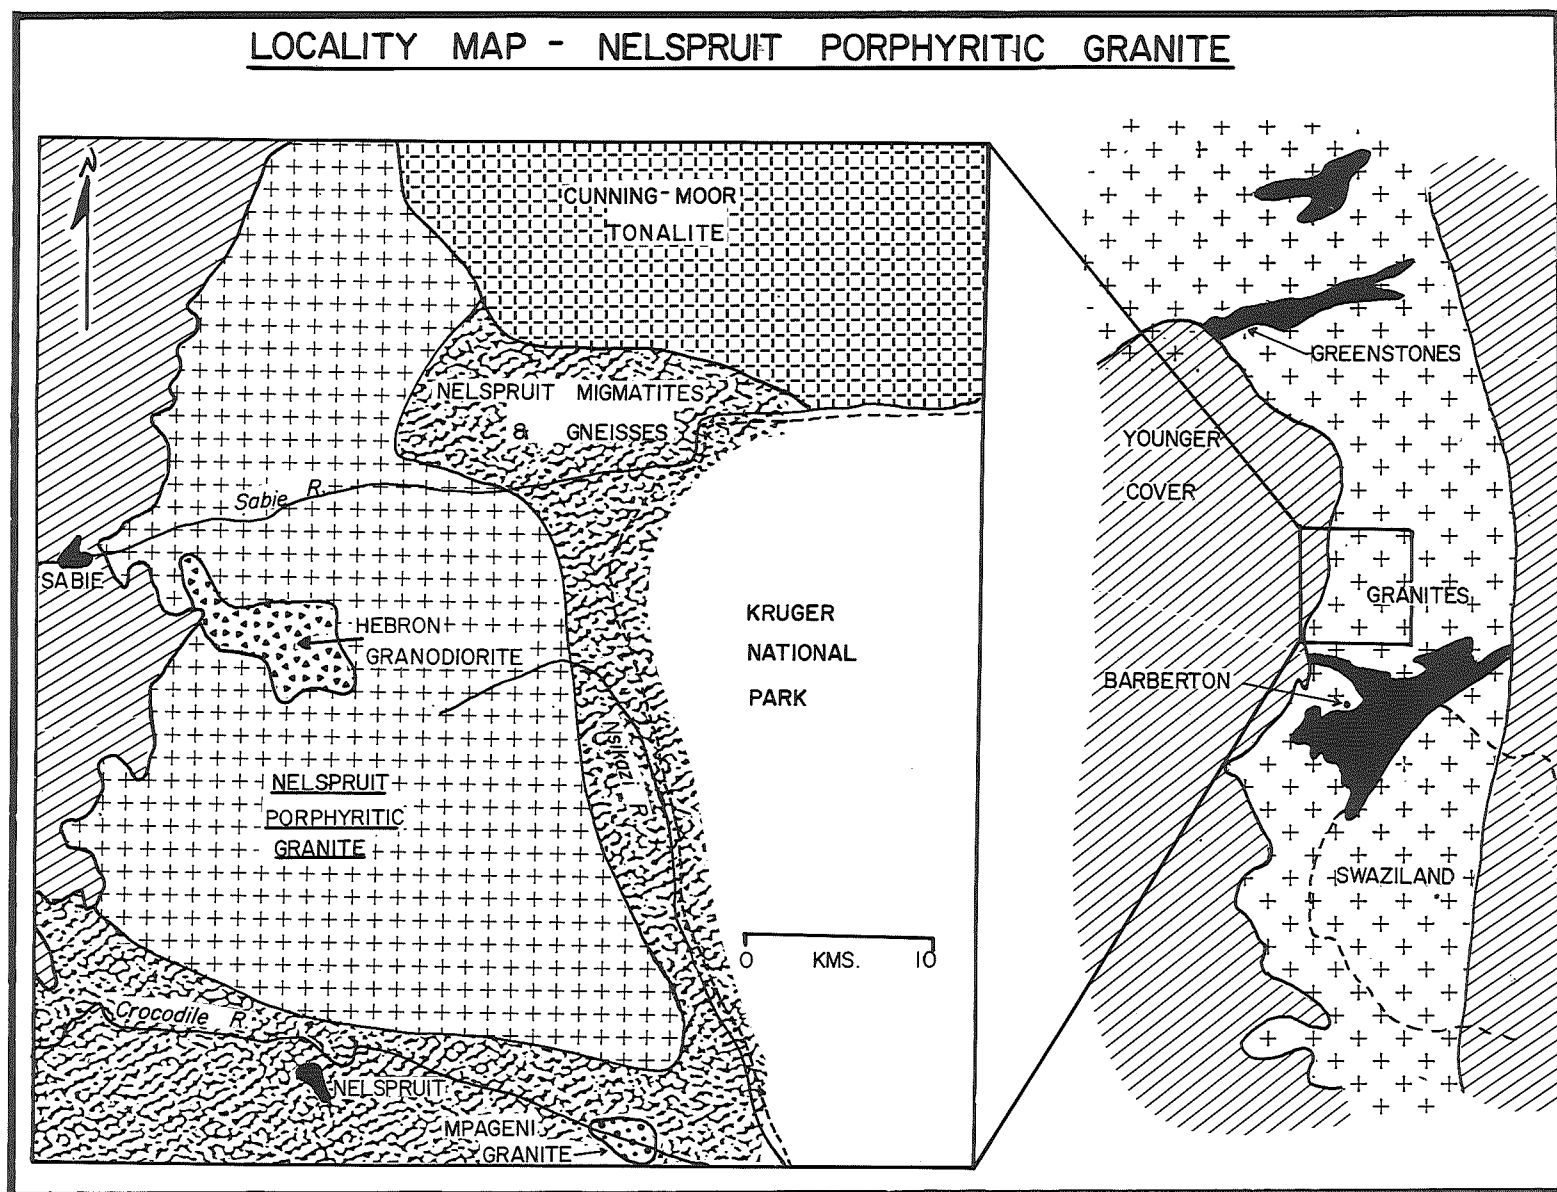 LOCALITY MAP - NELSPRUIT PORPHYRITIC GRANITE
N
CUNNING-MOOR
TONALITE
NELSPRUIT MIGMATITES
& GNEISSES
Sabie R.
SABIE
HEBRON
GRANODIORITE
KRUGER
NATIONAL
PARK
Nsikazi R.
NELSPRUIT
PORPHYRITIC
GRANITE
0 KMS. 10
Crocodile R.
NELSPRUIT
MPAGENI
GRANITE
GREENSTONES
YOUNGER
COVER
GRANITES
BARBERTON
SWAZILAND